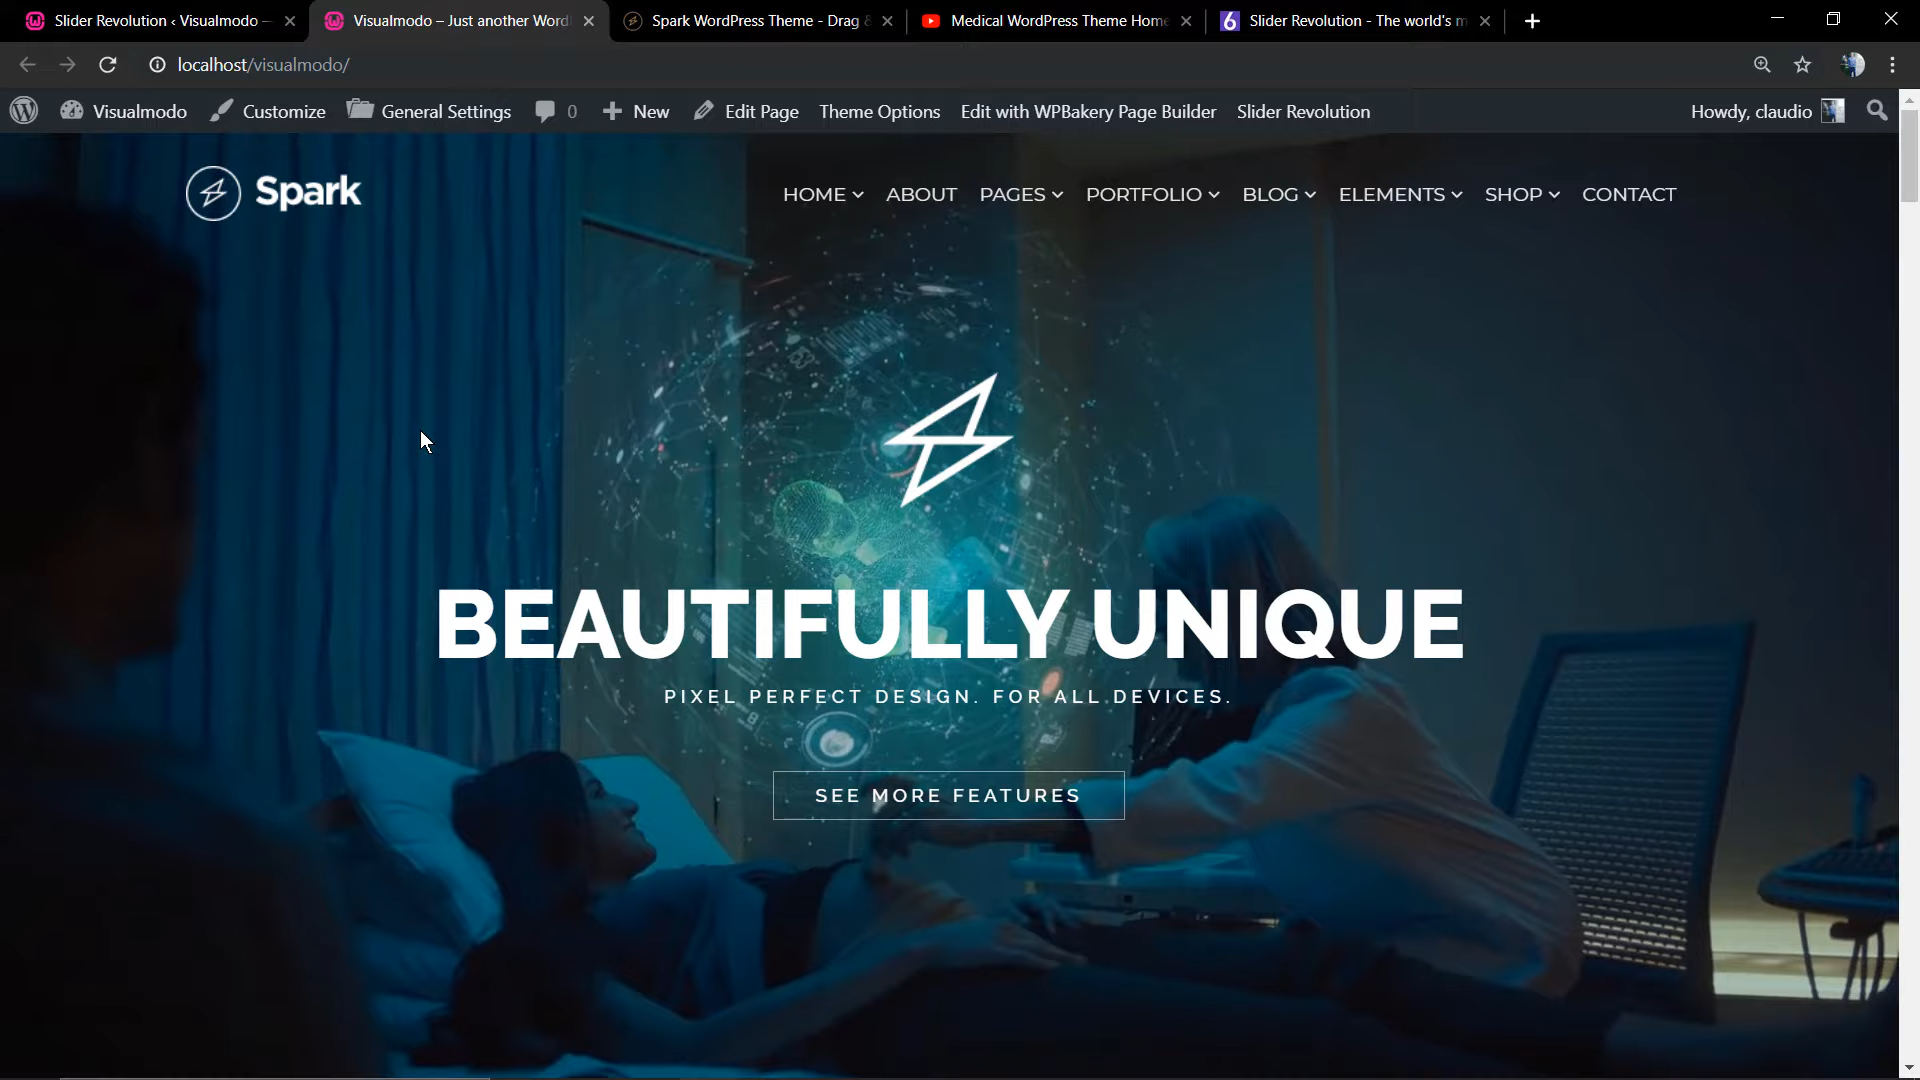 Slider Revolution ‹ Visualmodo —
Visualmodo – Just another Word
Spark WordPress Theme - Drag &
Medical WordPress Theme Home
Slider Revolution - The world's m
localhost/visualmodo/
Visualmodo
Customize
General Settings
0
New
Edit Page
Theme Options
Edit with WPBakery Page Builder
Slider Revolution
Howdy, claudio
Spark
HOME
ABOUT
PAGES
PORTFOLIO
BLOG
ELEMENTS
SHOP
CONTACT
BEAUTIFULLY UNIQUE
PIXEL PERFECT DESIGN. FOR ALL DEVICES.
SEE MORE FEATURES